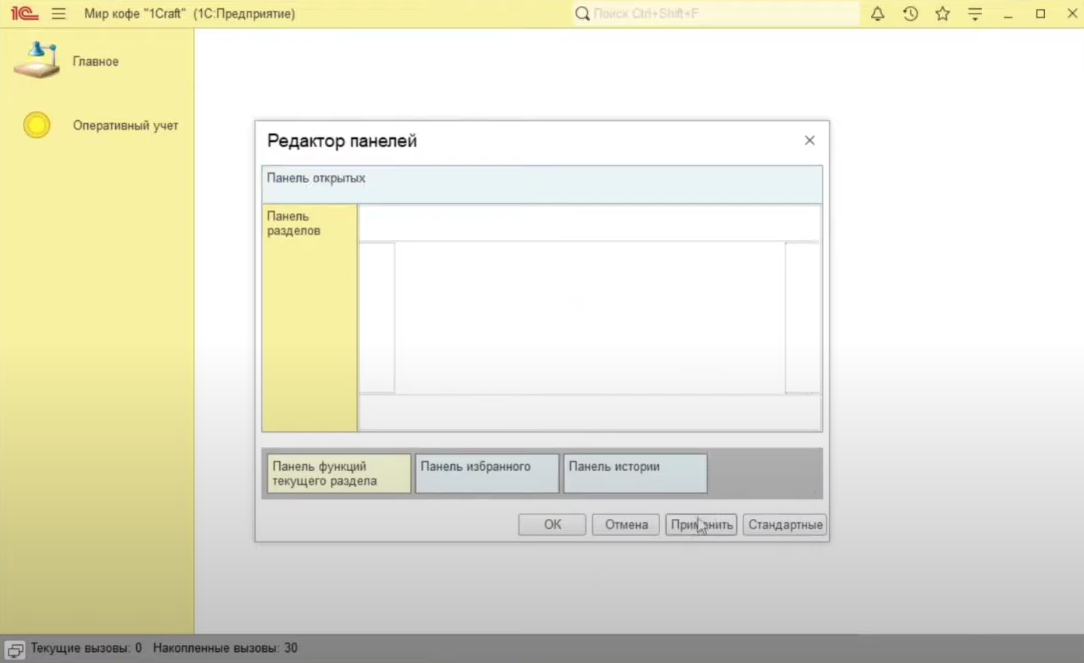 1С Мир кофе "1Craft" (1С:Предприятие) Поиск Ctrl+Shift+F
Главное
Оперативный учет
Редактор панелей
Панель открытых
Панель
разделов
Панель функций
текущего раздела
Панель избранного
Панель истории
ОК Отмена Применить Стандартные
Текущие вызовы: 0 Накопленные вызовы: 30